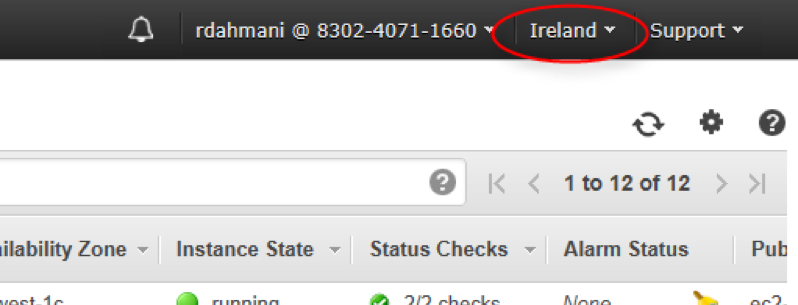 rdahmani @ 8302-4071-1660 Ireland Support
1 to 12 of 12
ilability Zone Instance State Status Checks Alarm Status Pub
west-1c running 2/2 checks None ec2-